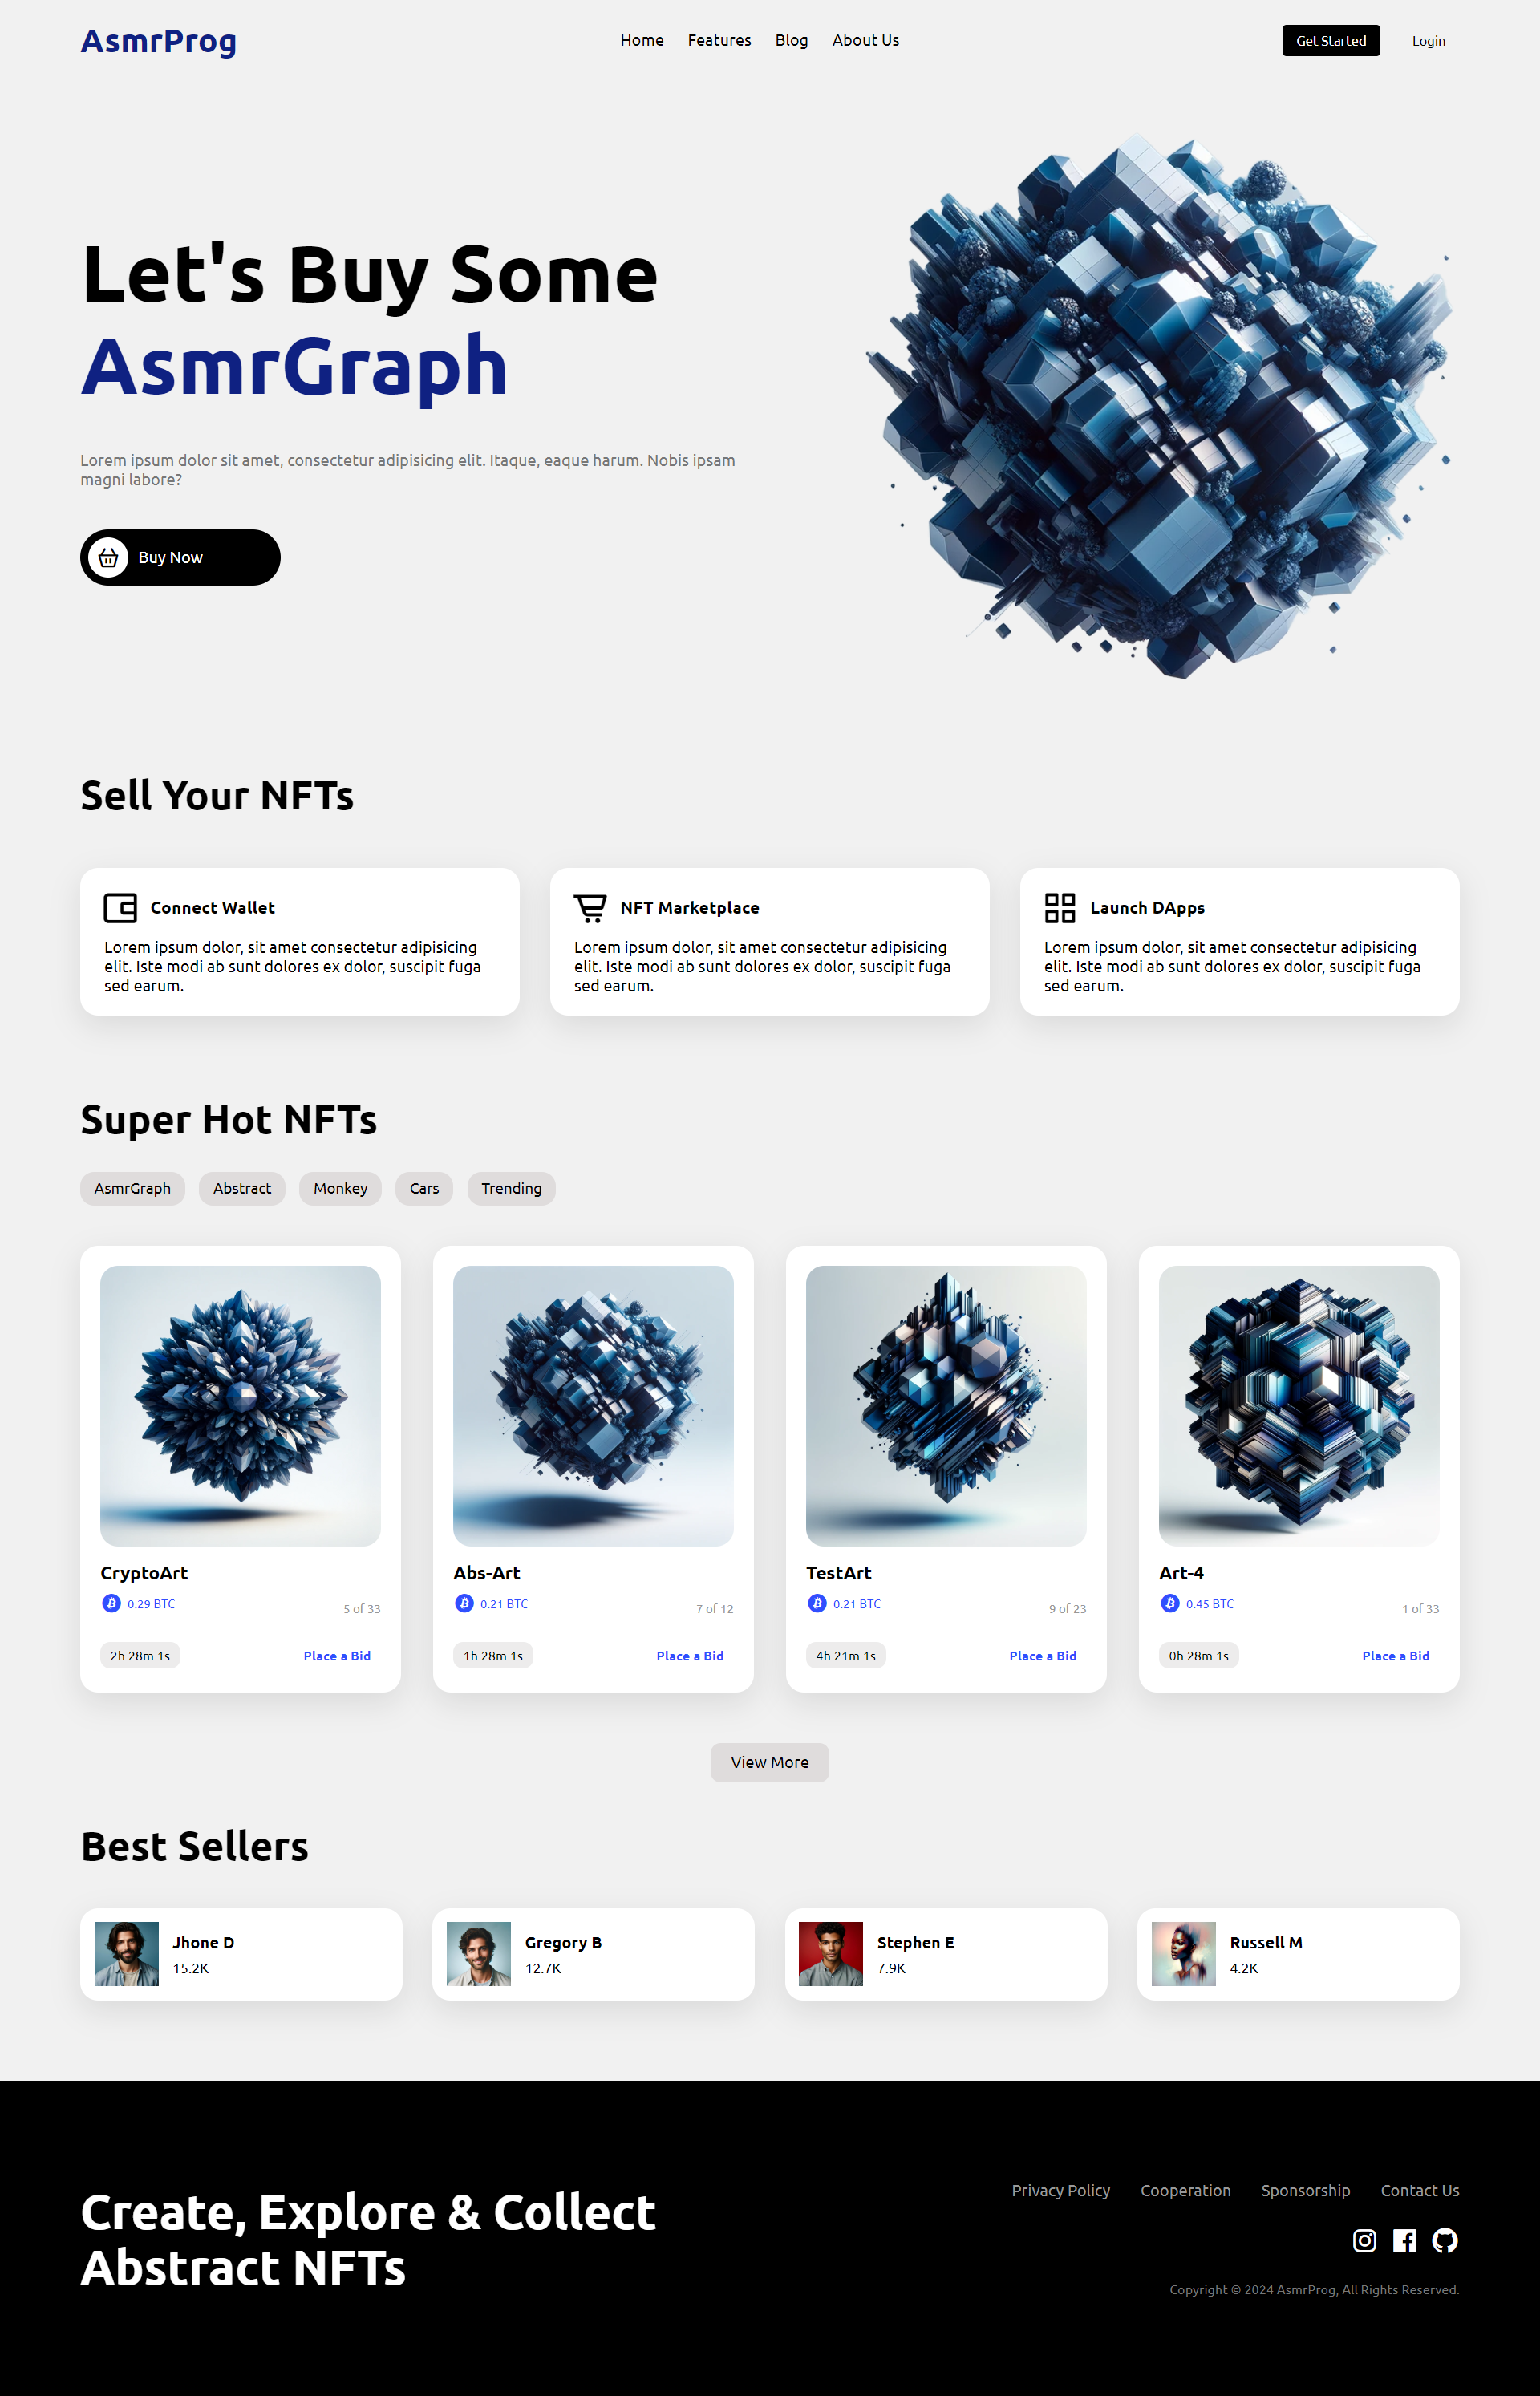 AsmrProg
Home Features Blog About Us
Get Started Login
Let's Buy Some
AsmrGraph
Lorem ipsum dolor sit amet, consectetur adipisicing elit. Itaque, eaque harum. Nobis ipsam
magni labore?
Buy Now
Sell Your NFTs
Connect Wallet
Lorem ipsum dolor, sit amet consectetur adipisicing
elit. Iste modi ab sunt dolores ex dolor, suscipit fuga
sed earum.
NFT Marketplace
Lorem ipsum dolor, sit amet consectetur adipisicing
elit. Iste modi ab sunt dolores ex dolor, suscipit fuga
sed earum.
Launch DApps
Lorem ipsum dolor, sit amet consectetur adipisicing
elit. Iste modi ab sunt dolores ex dolor, suscipit fuga
sed earum.
Super Hot NFTs
AsmrGraph Abstract Monkey Cars Trending
CryptoArt
0.29 BTC 5 of 33
2h 28m 1s Place a Bid
Abs-Art
0.21 BTC 7 of 12
1h 28m 1s Place a Bid
TestArt
0.21 BTC 9 of 23
4h 21m 1s Place a Bid
Art-4
0.45 BTC 1 of 33
0h 28m 1s Place a Bid
View More
Best Sellers
Jhone D
15.2K
Gregory B
12.7K
Stephen E
7.9K
Russell M
4.2K
Create, Explore & Collect
Abstract NFTs
Privacy Policy Cooperation Sponsorship Contact Us
Copyright © 2024 AsmrProg, All Rights Reserved.